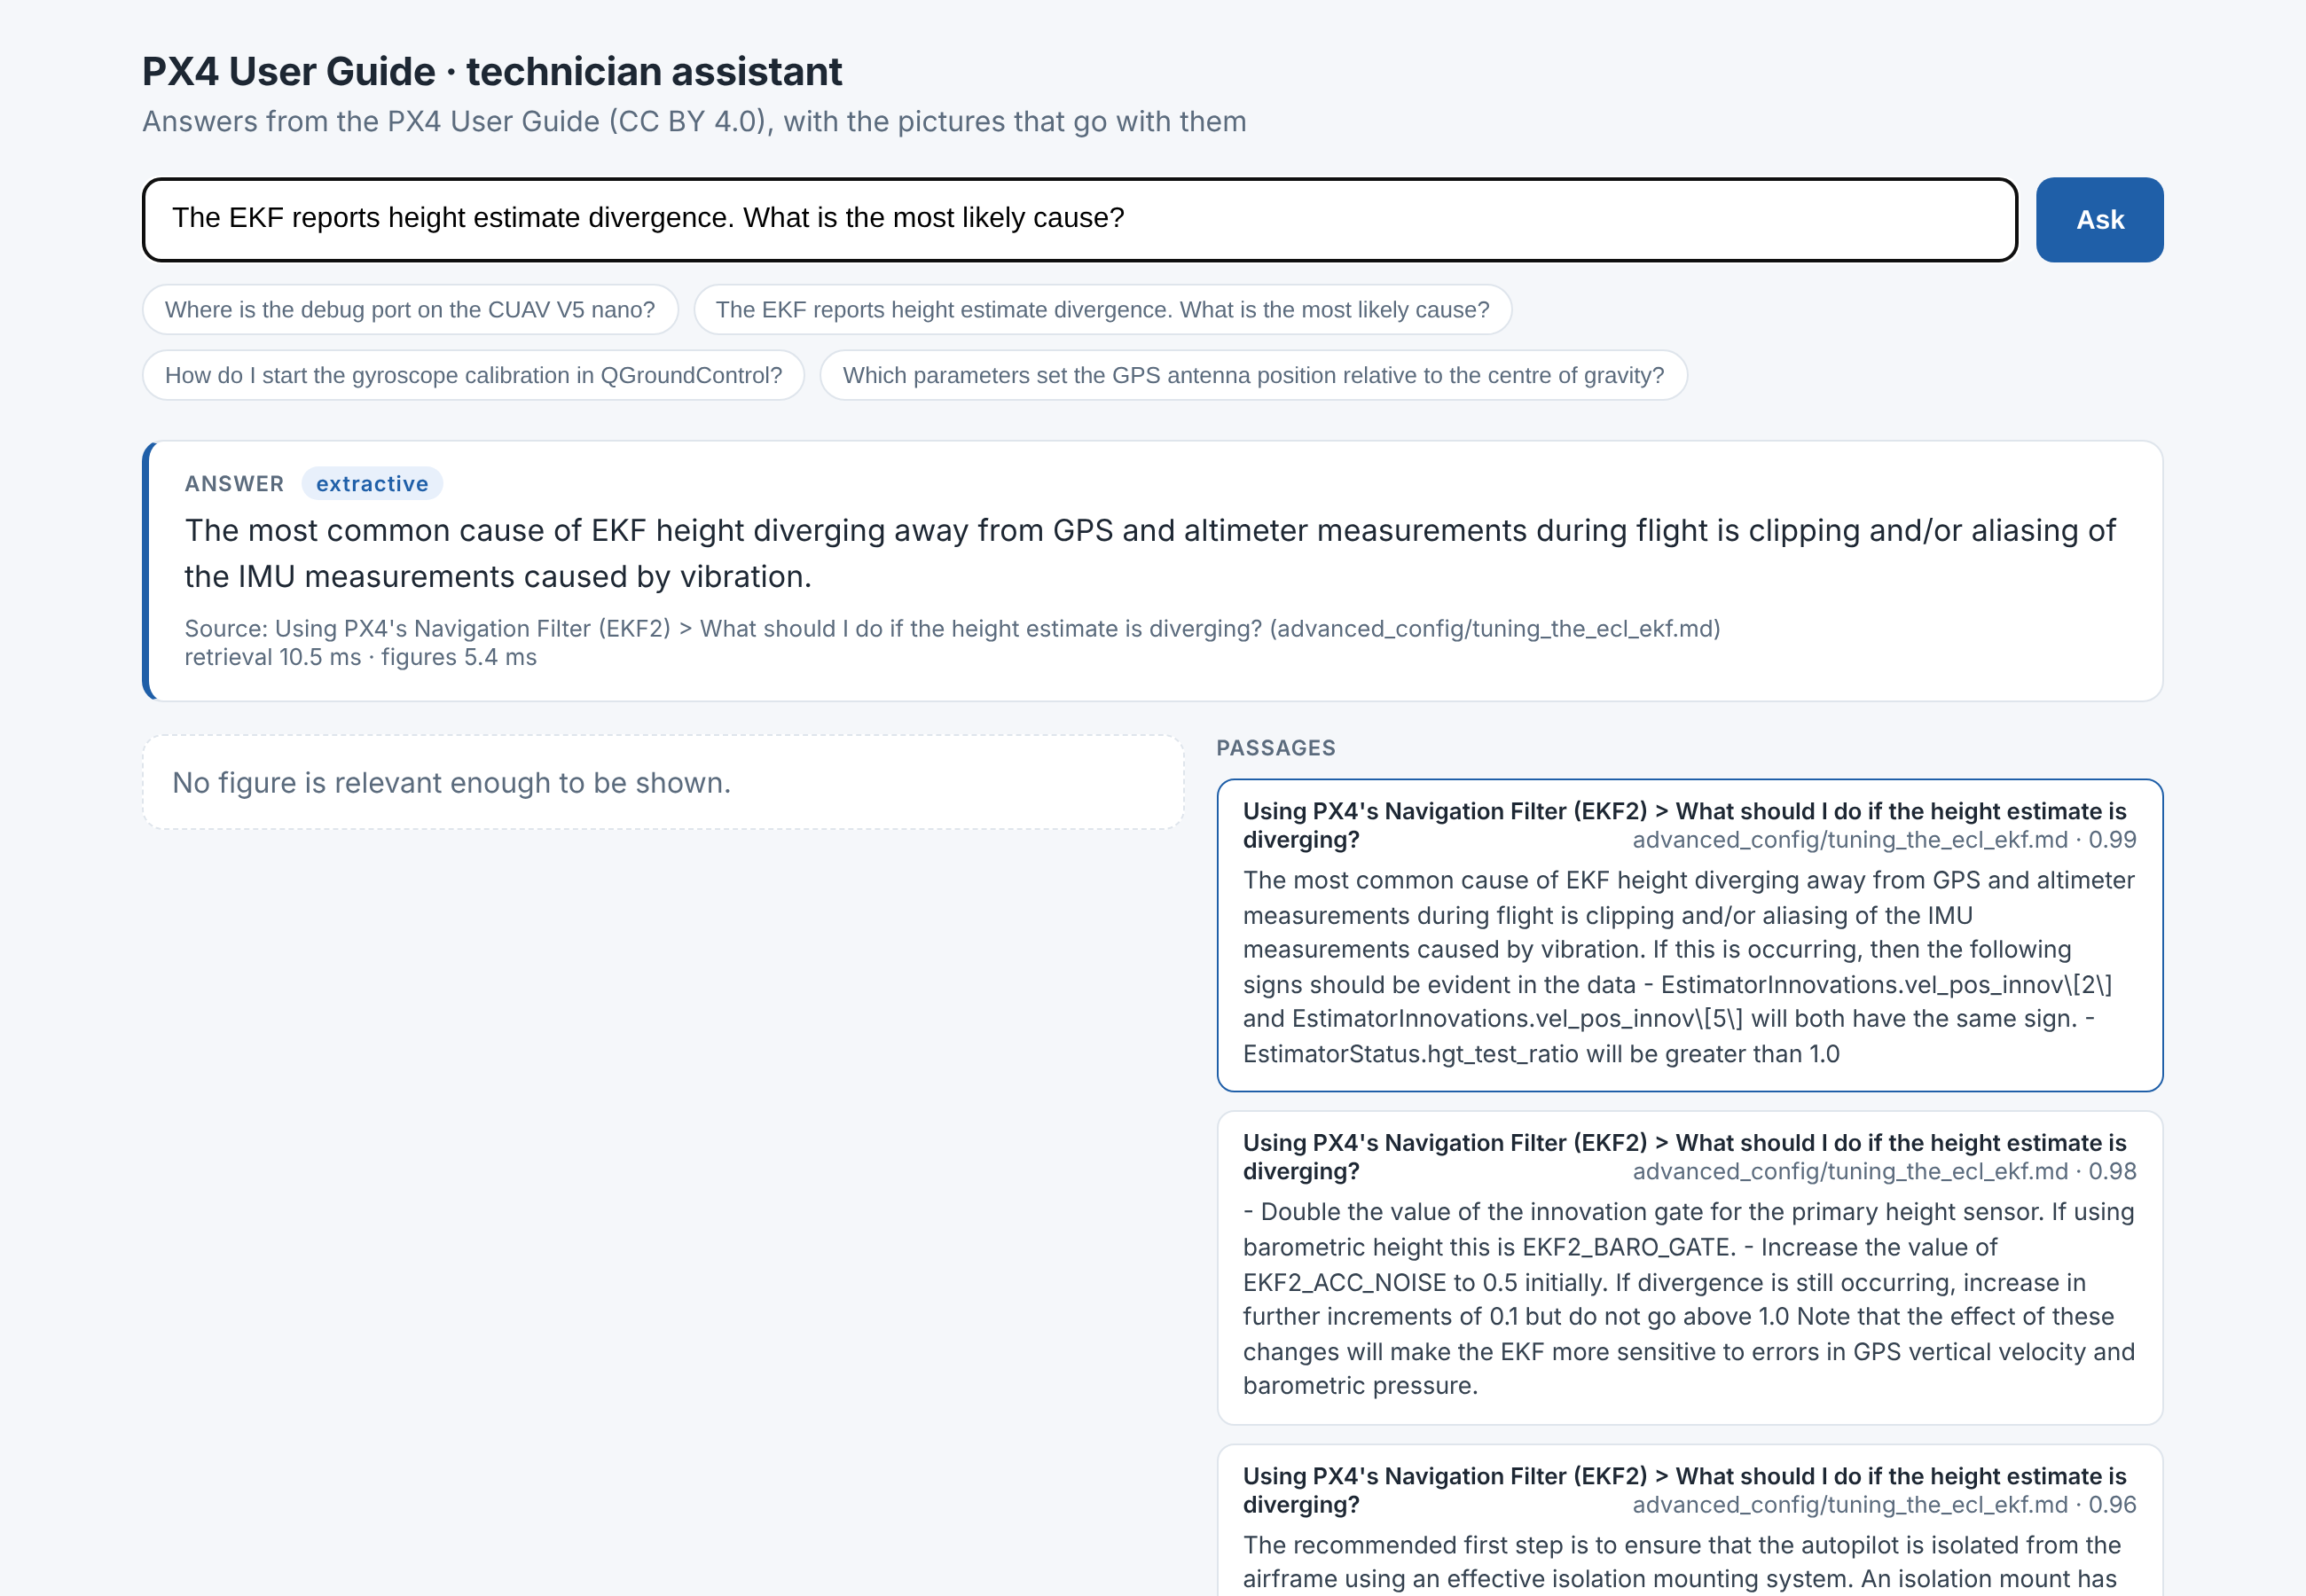 PX4 User Guide · technician assistant
Answers from the PX4 User Guide (CC BY 4.0), with the pictures that go with them
The EKF reports height estimate divergence. What is the most likely cause?
Ask
Where is the debug port on the CUAV V5 nano?
The EKF reports height estimate divergence. What is the most likely cause?
How do I start the gyroscope calibration in QGroundControl?
Which parameters set the GPS antenna position relative to the centre of gravity?
ANSWER extractive
The most common cause of EKF height diverging away from GPS and altimeter measurements during flight is clipping and/or aliasing of
the IMU measurements caused by vibration.
Source: Using PX4's Navigation Filter (EKF2) > What should I do if the height estimate is diverging? (advanced_config/tuning_the_ecl_ekf.md)
retrieval 10.5 ms · figures 5.4 ms
No figure is relevant enough to be shown.
PASSAGES
Using PX4's Navigation Filter (EKF2) > What should I do if the height estimate is
diverging? advanced_config/tuning_the_ecl_ekf.md · 0.99
The most common cause of EKF height diverging away from GPS and altimeter
measurements during flight is clipping and/or aliasing of the IMU
measurements caused by vibration. If this is occurring, then the following
signs should be evident in the data - EstimatorInnovations.vel_pos_innov\[2\]
and EstimatorInnovations.vel_pos_innov\[5\] will both have the same sign. -
EstimatorStatus.hgt_test_ratio will be greater than 1.0
Using PX4's Navigation Filter (EKF2) > What should I do if the height estimate is
diverging? advanced_config/tuning_the_ecl_ekf.md · 0.98
- Double the value of the innovation gate for the primary height sensor. If using
barometric height this is EKF2_BARO_GATE. - Increase the value of
EKF2_ACC_NOISE to 0.5 initially. If divergence is still occurring, increase in
further increments of 0.1 but do not go above 1.0 Note that the effect of these
changes will make the EKF more sensitive to errors in GPS vertical velocity and
barometric pressure.
Using PX4's Navigation Filter (EKF2) > What should I do if the height estimate is
diverging? advanced_config/tuning_the_ecl_ekf.md · 0.96
The recommended first step is to ensure that the autopilot is isolated from the
airframe using an effective isolation mounting system. An isolation mount has